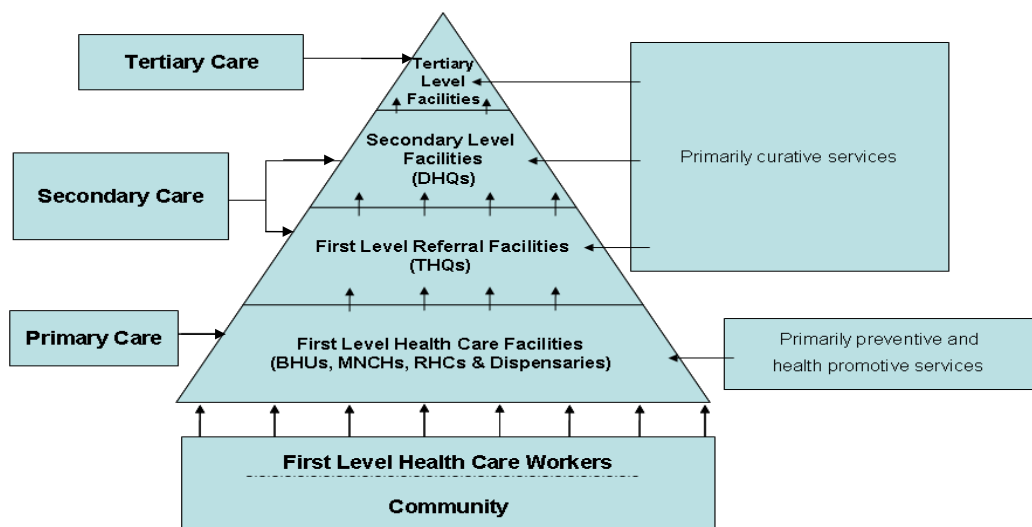 Tertiary Care
Tertiary
Level
Facilities
Secondary Level
Facilities
(DHQs)
Primarily curative services
Secondary Care
First Level Referral Facilities
(THQs)
Primary Care
First Level Health Care Facilities
(BHUs, MNCHs, RHCs & Dispensaries)
Primarily preventive and
health promotive services
First Level Health Care Workers
Community